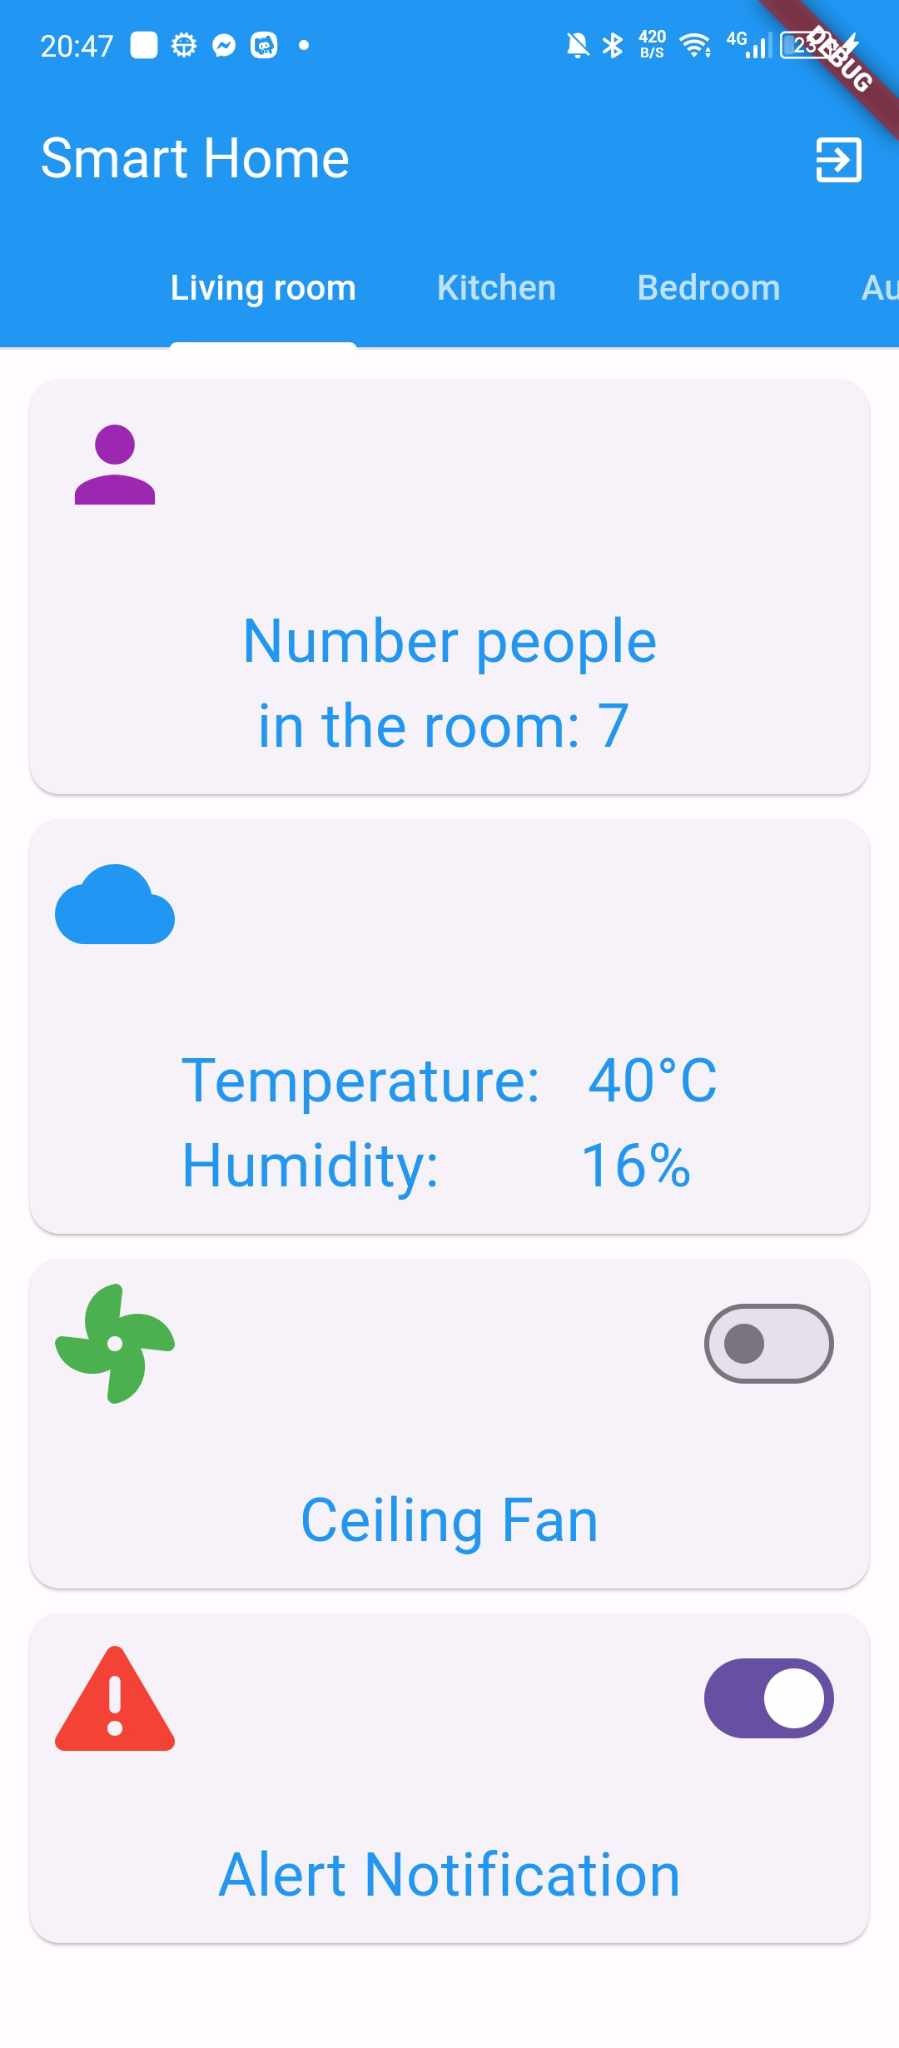 20:47
420
B/S
4G
23
DEBUG
Smart Home
Living room Kitchen Bedroom Au
Number people
in the room: 7
Temperature: 40°C
Humidity: 16%
Ceiling Fan
Alert Notification